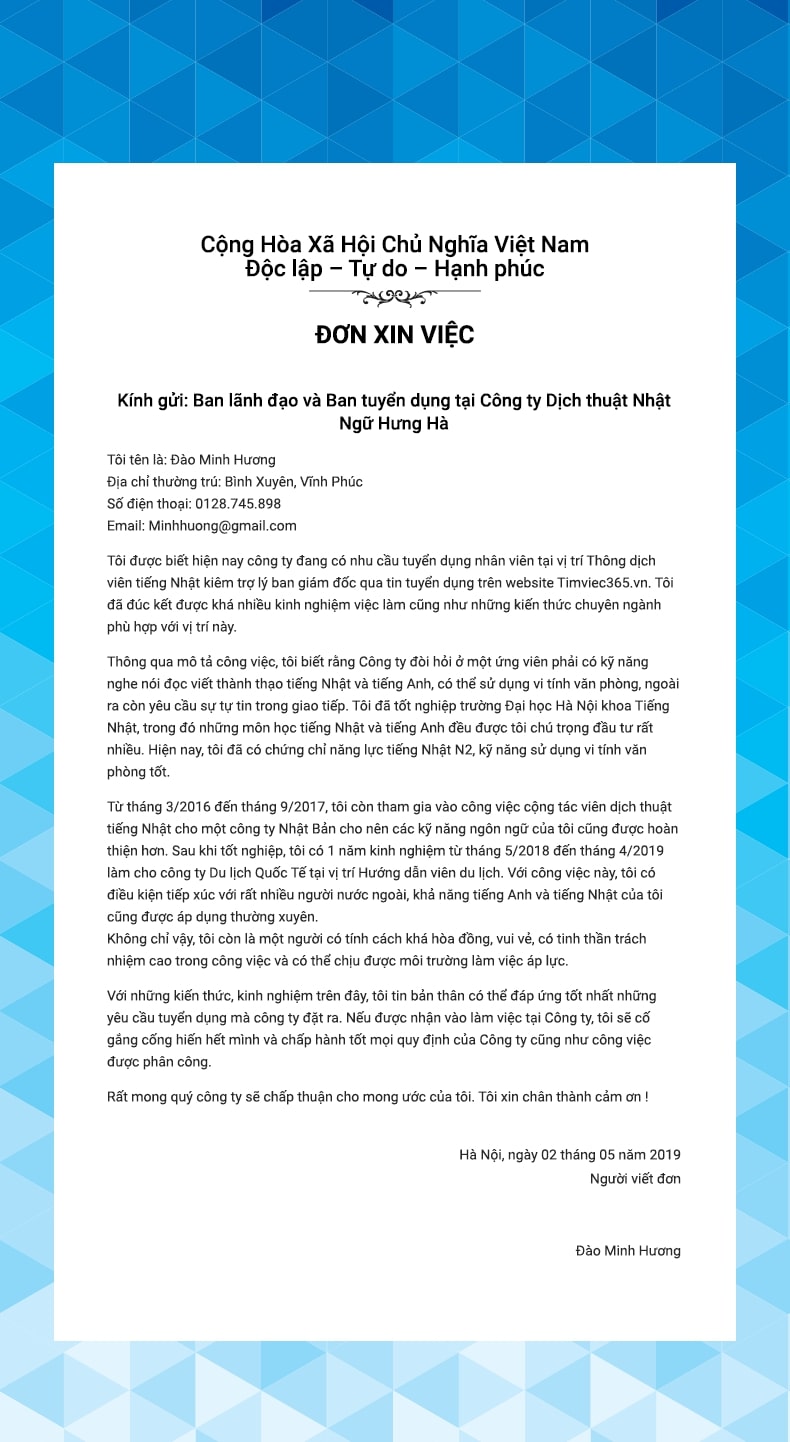 Cộng Hòa Xã Hội Chủ Nghĩa Việt Nam
Độc lập – Tự do – Hạnh phúc
ĐƠN XIN VIỆC
Kính gửi: Ban lãnh đạo và Ban tuyển dụng tại Công ty Dịch thuật Nhật
Ngữ Hưng Hà
Tôi tên là: Đào Minh Hương
Địa chỉ thường trú: Bình Xuyên, Vĩnh Phúc
Số điện thoại: 0128.745.898
Email: Minhhuong@gmail.com
Tôi được biết hiện nay công ty đang có nhu cầu tuyển dụng nhân viên tại vị trí Thông dịch
viên tiếng Nhật kiêm trợ lý ban giám đốc qua tin tuyển dụng trên website Timviec365.vn. Tôi
đã đúc kết được khá nhiều kinh nghiệm việc làm cũng như những kiến thức chuyên ngành
phù hợp với vị trí này.
Thông qua mô tả công việc, tôi biết rằng Công ty đòi hỏi ở một ứng viên phải có kỹ năng
nghe nói đọc viết thành thạo tiếng Nhật và tiếng Anh, có thể sử dụng vi tính văn phòng, ngoài
ra còn yêu cầu sự tự tin trong giao tiếp. Tôi đã tốt nghiệp trường Đại học Hà Nội khoa Tiếng
Nhật, trong đó những môn học tiếng Nhật và tiếng Anh đều được tôi chú trọng đầu tư rất
nhiều. Hiện nay, tôi đã có chứng chỉ năng lực tiếng Nhật N2, kỹ năng sử dụng vi tính văn
phòng tốt.
Từ tháng 3/2016 đến tháng 9/2017, tôi còn tham gia vào công việc cộng tác viên dịch thuật
tiếng Nhật cho một công ty Nhật Bản cho nên các kỹ năng ngôn ngữ của tôi cũng được hoàn
thiện hơn. Sau khi tốt nghiệp, tôi có 1 năm kinh nghiệm từ tháng 5/2018 đến tháng 4/2019
làm cho công ty Du lịch Quốc Tế tại vị trí Hướng dẫn viên du lịch. Với công việc này, tôi có
điều kiện tiếp xúc với rất nhiều người nước ngoài, khả năng tiếng Anh và tiếng Nhật của tôi
cũng được áp dụng thường xuyên.
Không chỉ vậy, tôi còn là một người có tính cách khá hòa đồng, vui vẻ, có tinh thần trách
nhiệm cao trong công việc và có thể chịu được môi trường làm việc áp lực.
Với những kiến thức, kinh nghiệm trên đây, tôi tin bản thân có thể đáp ứng tốt nhất những
yêu cầu tuyển dụng mà công ty đặt ra. Nếu được nhận vào làm việc tại Công ty, tôi sẽ cố
gắng cống hiến hết mình và chấp hành tốt mọi quy định của Công ty cũng như công việc
được phân công.
Rất mong quý công ty sẽ chấp thuận cho mong ước của tôi. Tôi xin chân thành cảm ơn !
Hà Nội, ngày 02 tháng 05 năm 2019
Người viết đơn
Đào Minh Hương